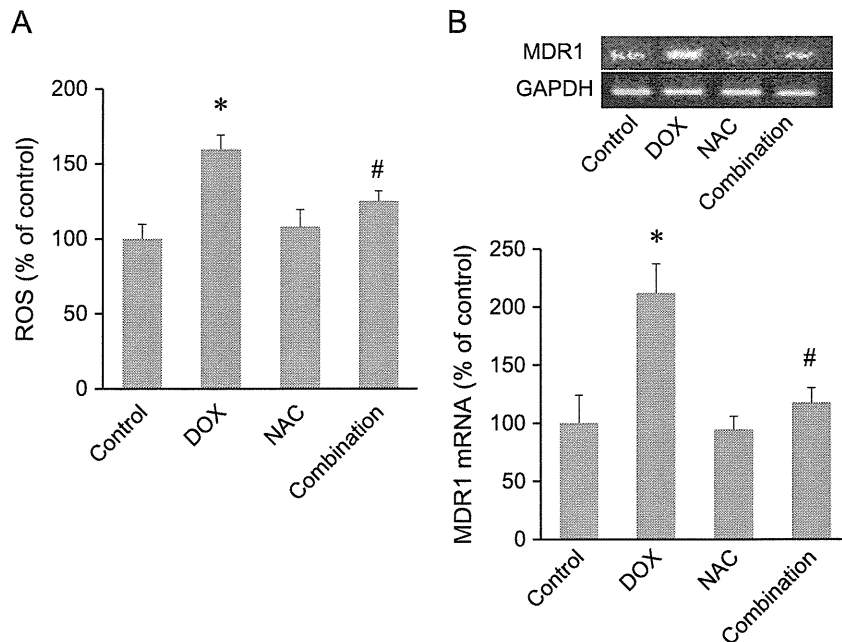 A
ROS (% of control)
200
150
100
50
0
*
#
Control
DOX
NAC
Combination
B
MDR1
GAPDH
Control
DOX
NAC
Combination
MDR1 mRNA (% of control)
250
200
150
100
50
0
*
#
Control
DOX
NAC
Combination